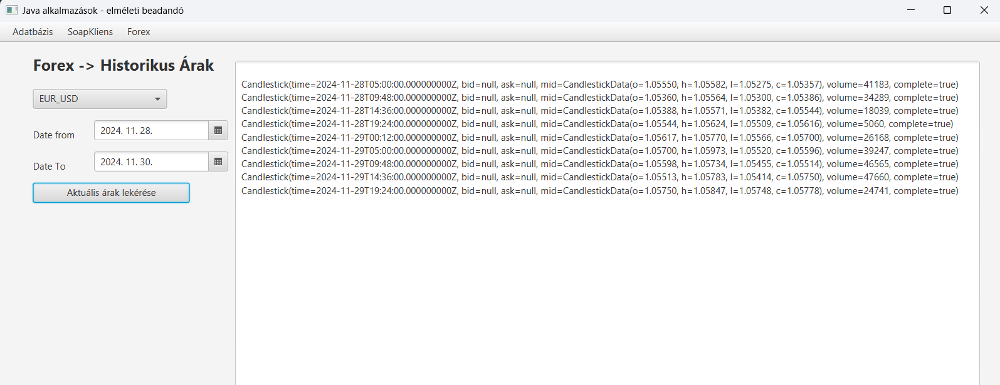 Java alkalmazások - elméleti beadandó
Adatbázis SoapKliens Forex
Forex -> Historikus Árak
EUR_USD
Date from 2024. 11. 28.
Date To 2024. 11. 30.
Aktuális árak lekérése
Candlestick(time=2024-11-28T05:00:00.000000000Z, bid=null, ask=null, mid=CandlestickData(o=1.05550, h=1.05582, l=1.05275, c=1.05357), volume=41183, complete=true)
Candlestick(time=2024-11-28T09:48:00.000000000Z, bid=null, ask=null, mid=CandlestickData(o=1.05360, h=1.05564, l=1.05300, c=1.05386), volume=34289, complete=true)
Candlestick(time=2024-11-28T14:36:00.000000000Z, bid=null, ask=null, mid=CandlestickData(o=1.05388, h=1.05571, l=1.05382, c=1.05544), volume=18039, complete=true)
Candlestick(time=2024-11-28T19:24:00.000000000Z, bid=null, ask=null, mid=CandlestickData(o=1.05544, h=1.05624, l=1.05509, c=1.05616), volume=5060, complete=true)
Candlestick(time=2024-11-29T00:12:00.000000000Z, bid=null, ask=null, mid=CandlestickData(o=1.05617, h=1.05770, l=1.05566, c=1.05700), volume=26168, complete=true)
Candlestick(time=2024-11-29T05:00:00.000000000Z, bid=null, ask=null, mid=CandlestickData(o=1.05700, h=1.05973, l=1.05520, c=1.05596), volume=39247, complete=true)
Candlestick(time=2024-11-29T09:48:00.000000000Z, bid=null, ask=null, mid=CandlestickData(o=1.05598, h=1.05734, l=1.05455, c=1.05514), volume=46565, complete=true)
Candlestick(time=2024-11-29T14:36:00.000000000Z, bid=null, ask=null, mid=CandlestickData(o=1.05513, h=1.05783, l=1.05414, c=1.05750), volume=47660, complete=true)
Candlestick(time=2024-11-29T19:24:00.000000000Z, bid=null, ask=null, mid=CandlestickData(o=1.05750, h=1.05847, l=1.05748, c=1.05778), volume=24741, complete=true)